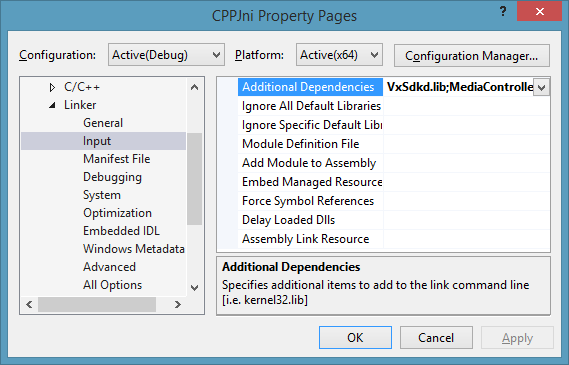 CPPJni Property Pages
? X
Configuration: Active(Debug) Platform: Active(x64) Configuration Manager...
C/C++
Linker
General
Input
Manifest File
Debugging
System
Optimization
Embedded IDL
Windows Metadata
Advanced
All Options
Additional Dependencies VxSdkd.lib;MediaControlle
Ignore All Default Libraries
Ignore Specific Default Libr
Module Definition File
Add Module to Assembly
Embed Managed Resource
Force Symbol References
Delay Loaded Dlls
Assembly Link Resource
Additional Dependencies
Specifies additional items to add to the link command line
[i.e. kernel32.lib]
OK Cancel Apply